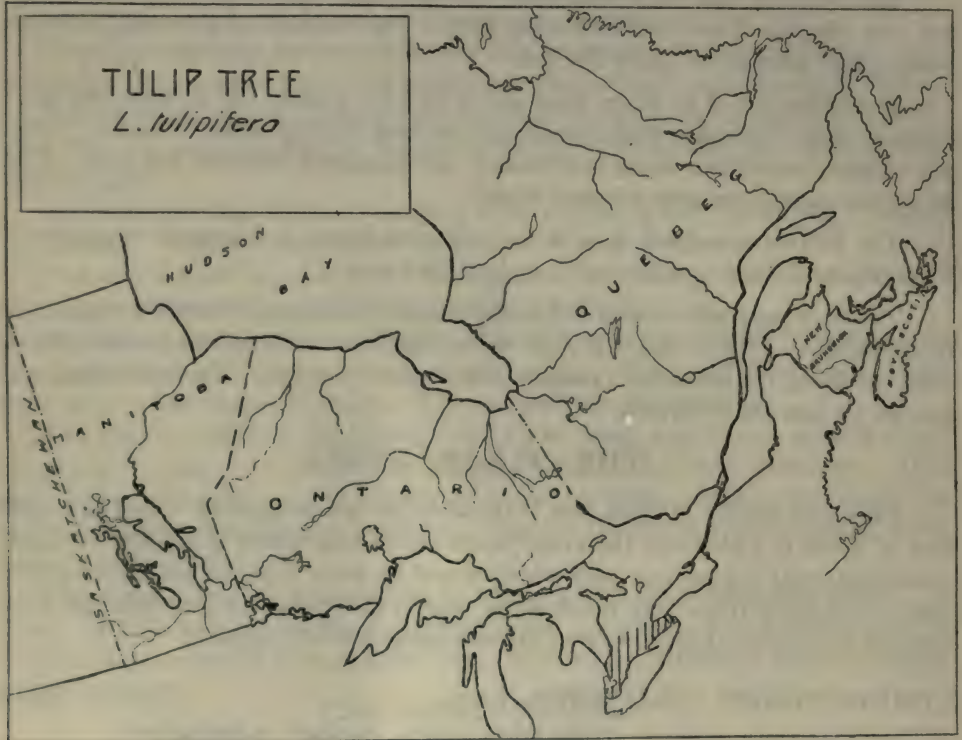 TULIP TREE
L. tulipifera
HUDSON
BAY
QUEBEC
NEW
BRUNSWICK
NOVA SCOTIA
MANITOBA
SASKATCHEWAN
ONTARIO